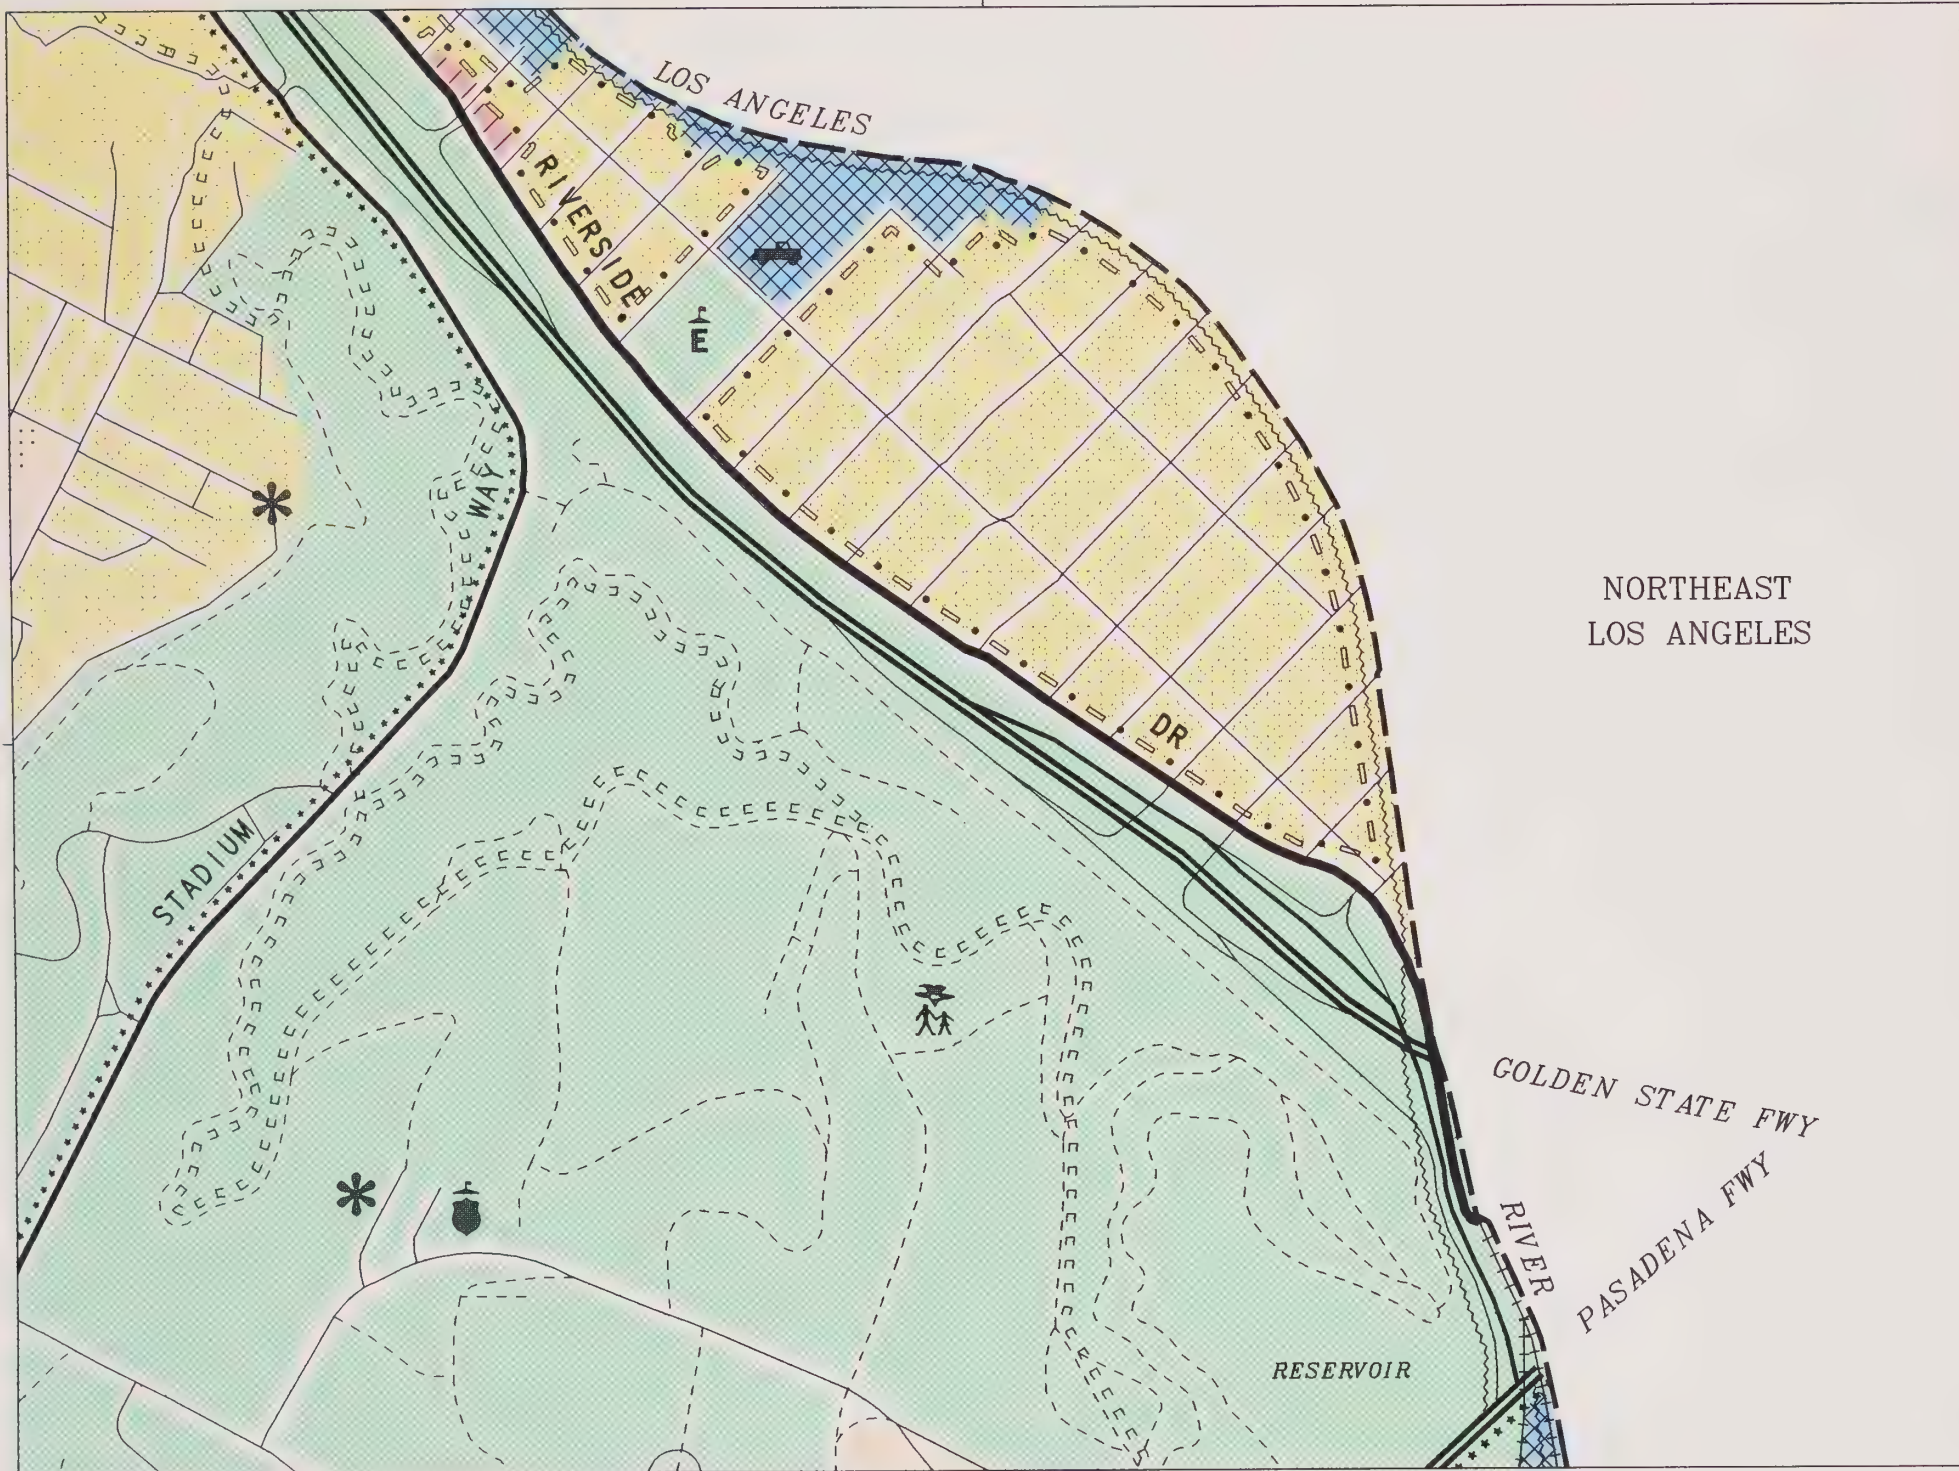 LOS ANGELES
RIVERSIDE
E
WAY
NORTHEAST
LOS ANGELES
DR
STADIUM
GOLDEN STATE FWY
PASADENA FWY
RIVER
RESERVOIR